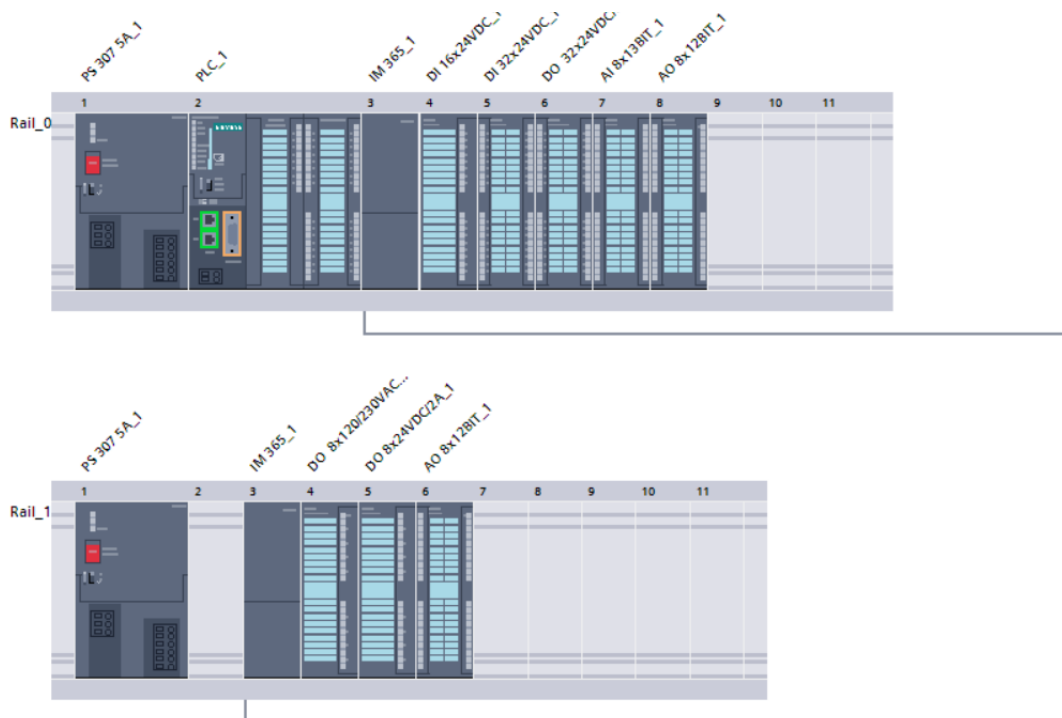 PS 307 5A_1
PLC_1
IM 365_1
DI 16x24VDC_1
DI 32x24VDC_1
DO 32x24VDC/
AI 8x13BIT_1
AO 8x12BIT_1
1 2 3 4 5 6 7 8 9 10 11
Rail_0
PS 307 5A_1
IM 365_1
DO 8x120/230VAC...
DO 8x24VDC/2A_1
AO 8x12BIT_1
1 2 3 4 5 6 7 8 9 10 11
Rail_1